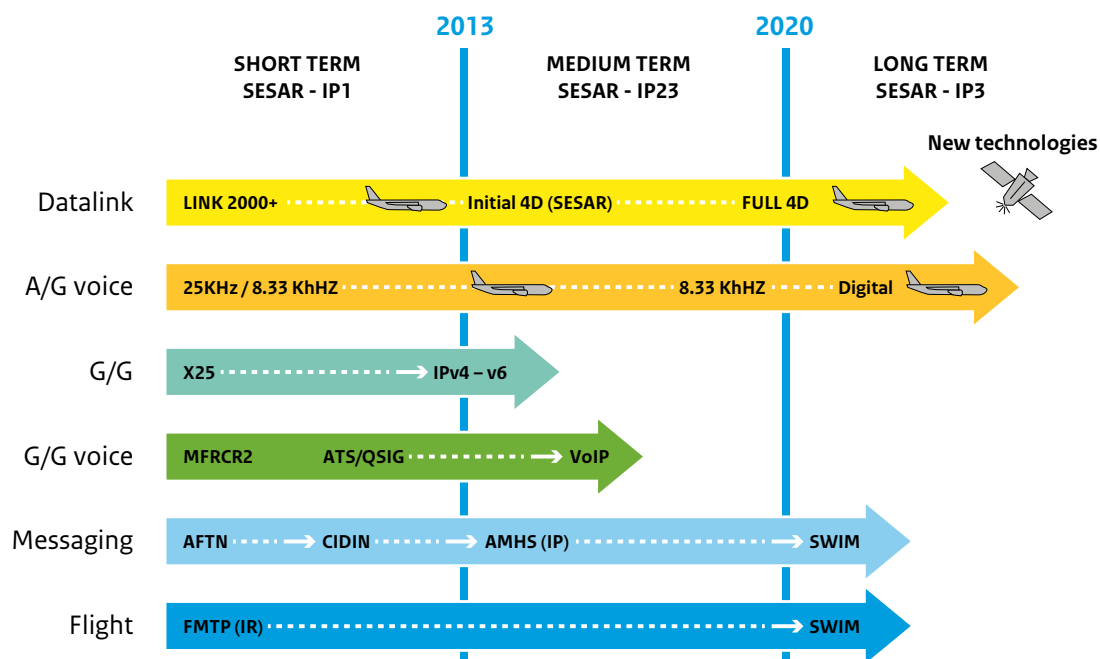 2013
2020
SHORT TERM
SESAR - IP1
MEDIUM TERM
SESAR - IP23
LONG TERM
SESAR - IP3
New technologies
Datalink
LINK 2000+
Initial 4D (SESAR)
FULL 4D
A/G voice
25KHz / 8.33 KhHZ
8.33 KhHZ
Digital
G/G
X25
IPv4 – v6
G/G voice
MFRCR2
ATS/QSIG
VoIP
Messaging
AFTN
CIDIN
AMHS (IP)
SWIM
Flight
FMTP (IR)
SWIM